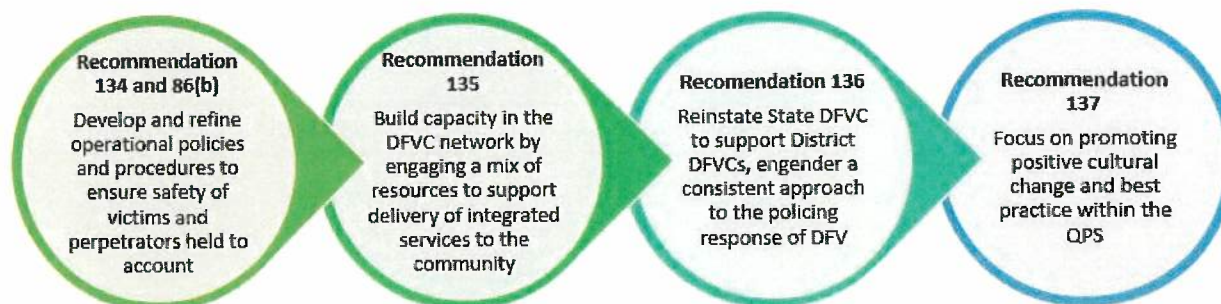 Recommendation
134 and 86(b)
Develop and refine
operational policies
and procedures to
ensure safety of
victims and
perpetrators held to
account
Recommendation
135
Build capacity in the
DFVC network by
engaging a mix of
resources to support
delivery of integrated
services to the
community
Recomendation 136
Reinstate State DFVC
to support District
DFVCs, engender a
consistent approach
to the policing
response of DFV
Recommendation
137
Focus on promoting
positive cultural
change and best
practice within the
QPS